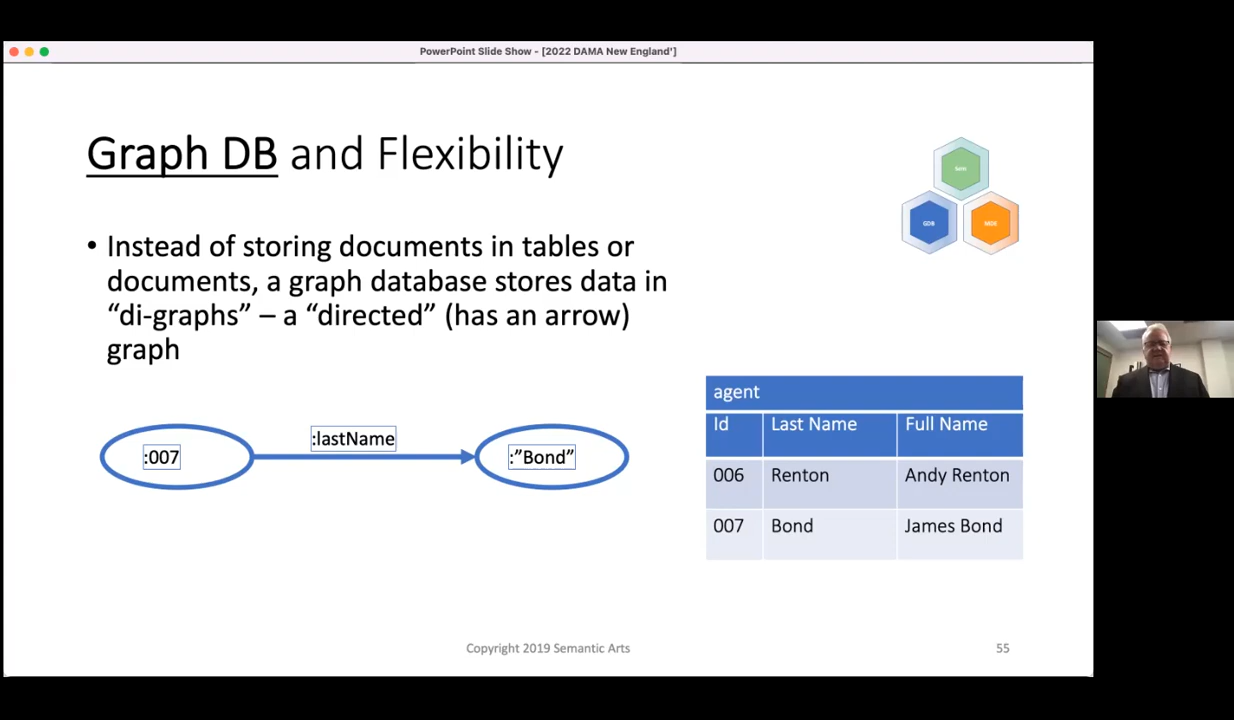 PowerPoint Slide Show - [2022 DAMA New England']
Graph DB and Flexibility
• Instead of storing documents in tables or
documents, a graph database stores data in
“di-graphs” – a “directed” (has an arrow)
graph
GDB
MDE
:007
:lastName
:”Bond”
agent
Id Last Name Full Name
006 Renton Andy Renton
007 Bond James Bond
Copyright 2019 Semantic Arts
55